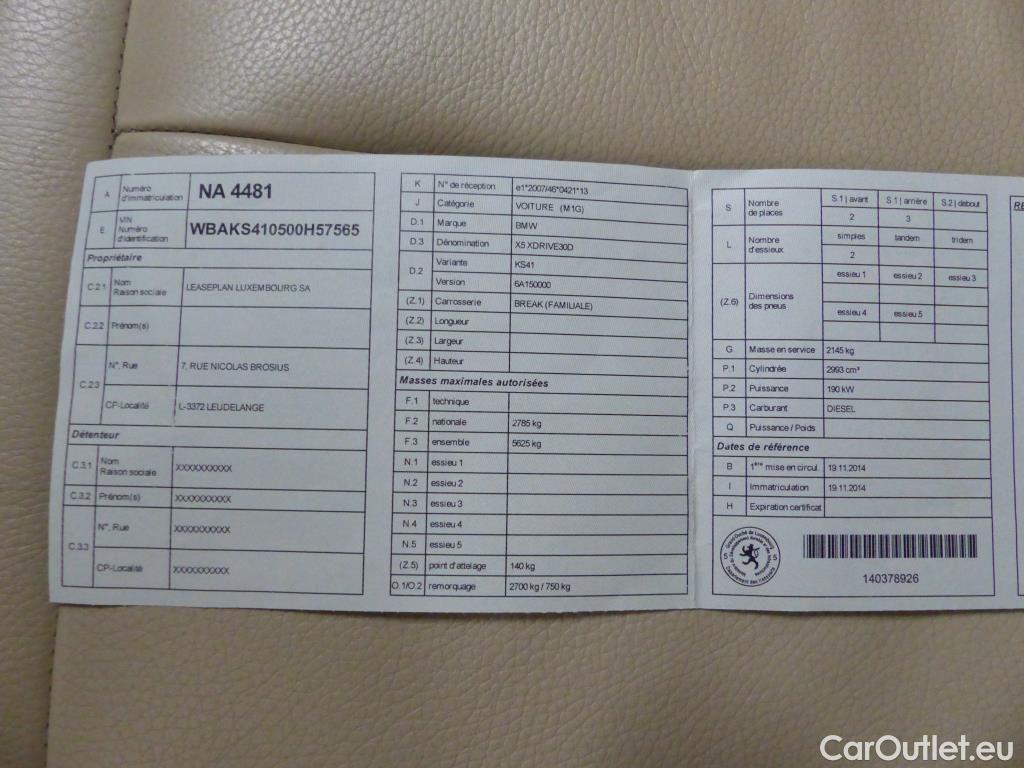 A Numéro d'immatriculation NA 4481
E VIN Numéro d'identification WBAKS410500H57565
Propriétaire
C.2.1 Nom Raison sociale LEASEPLAN LUXEMBOURG SA
C.2.2 Prénom(s)
C.2.3 N°, Rue 7, RUE NICOLAS BROSIUS
CP-Localité L-3372 LEUDELANGE
Détenteur
C.3.1 Nom Raison sociale XXXXXXXXXX
C.3.2 Prénom(s) XXXXXXXXXX
C.3.3 N°, Rue XXXXXXXXXX
CP-Localité XXXXXXXXXX
K N° de réception e1*2007/46*0421*13
J Catégorie VOITURE (M1G)
D.1 Marque BMW
D.3 Dénomination X5 XDRIVE30D
D.2 Variante KS41
Version 6A150000
(Z.1) Carrosserie BREAK (FAMILIALE)
(Z.2) Longueur
(Z.3) Largeur
(Z.4) Hauteur
Masses maximales autorisées
F.1 technique
F.2 nationale 2785 kg
F.3 ensemble 5625 kg
N.1 essieu 1
N.2 essieu 2
N.3 essieu 3
N.4 essieu 4
N.5 essieu 5
(Z.5) point d'attelage 140 kg
O.1/O.2 remorquage 2700 kg / 750 kg
S Nombre de places S.1 | avant S.1 | arrière S.2 | debout
2 3
L Nombre d'essieux simples tandem tridem
2
(Z.6) Dimensions des pneus essieu 1 essieu 2 essieu 3
essieu 4 essieu 5
G Masse en service 2145 kg
P.1 Cylindrée 2993 cm³
P.2 Puissance 190 kW
P.3 Carburant DIESEL
Q Puissance / Poids
Dates de référence
B 1ère mise en circul. 19.11.2014
I Immatriculation 19.11.2014
H Expiration certificat
Grand-Duché de Luxembourg
Département des Transports
5 5
140378926
CarOutlet.eu